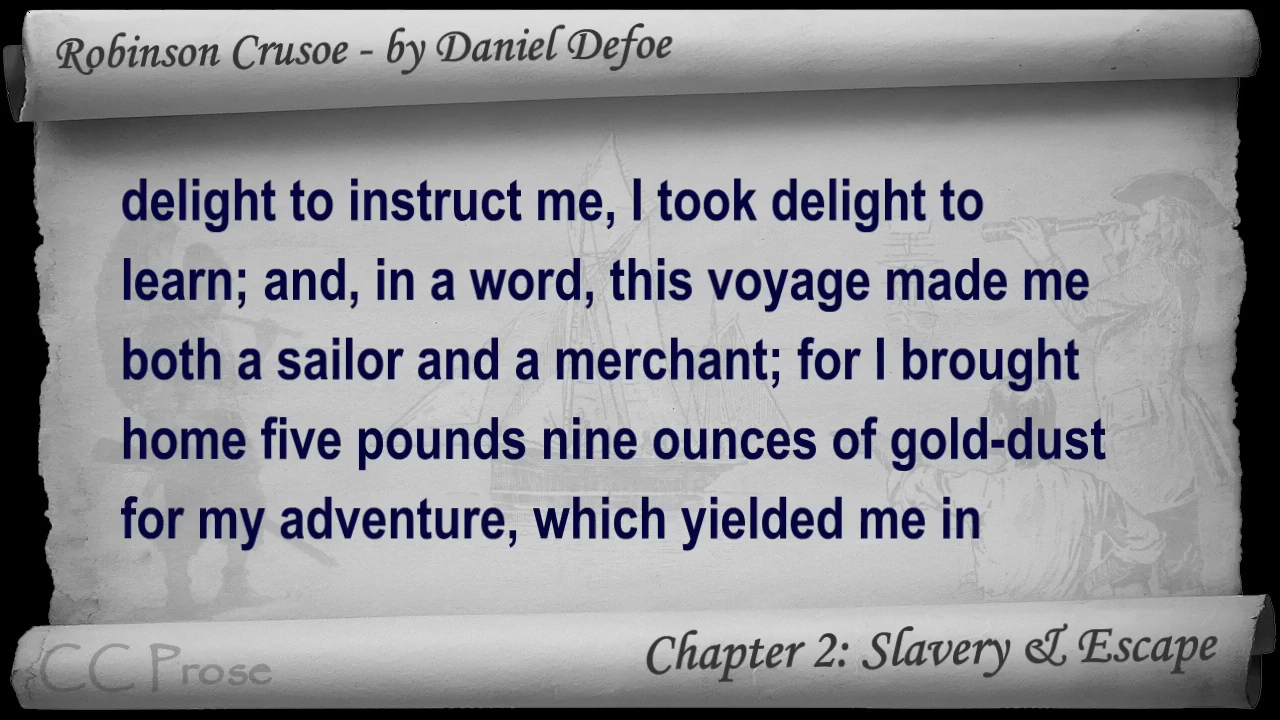 Robinson Crusoe - by Daniel Defoe
delight to instruct me, I took delight to
learn; and, in a word, this voyage made me
both a sailor and a merchant; for I brought
home five pounds nine ounces of gold-dust
for my adventure, which yielded me in
CC Prose
Chapter 2: Slavery & Escape